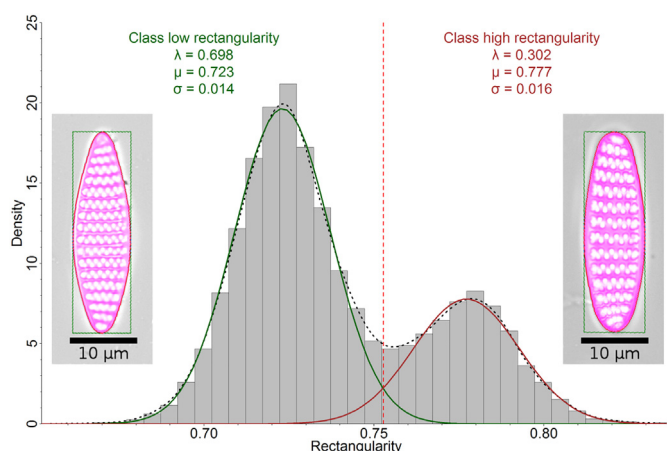 Class low rectangularity
λ = 0.698
μ = 0.723
σ = 0.014
Class high rectangularity
λ = 0.302
μ = 0.777
σ = 0.016
25
20
15
10
5
0
Density
10 μm
10 μm
0.70
0.75
0.80
Rectangularity